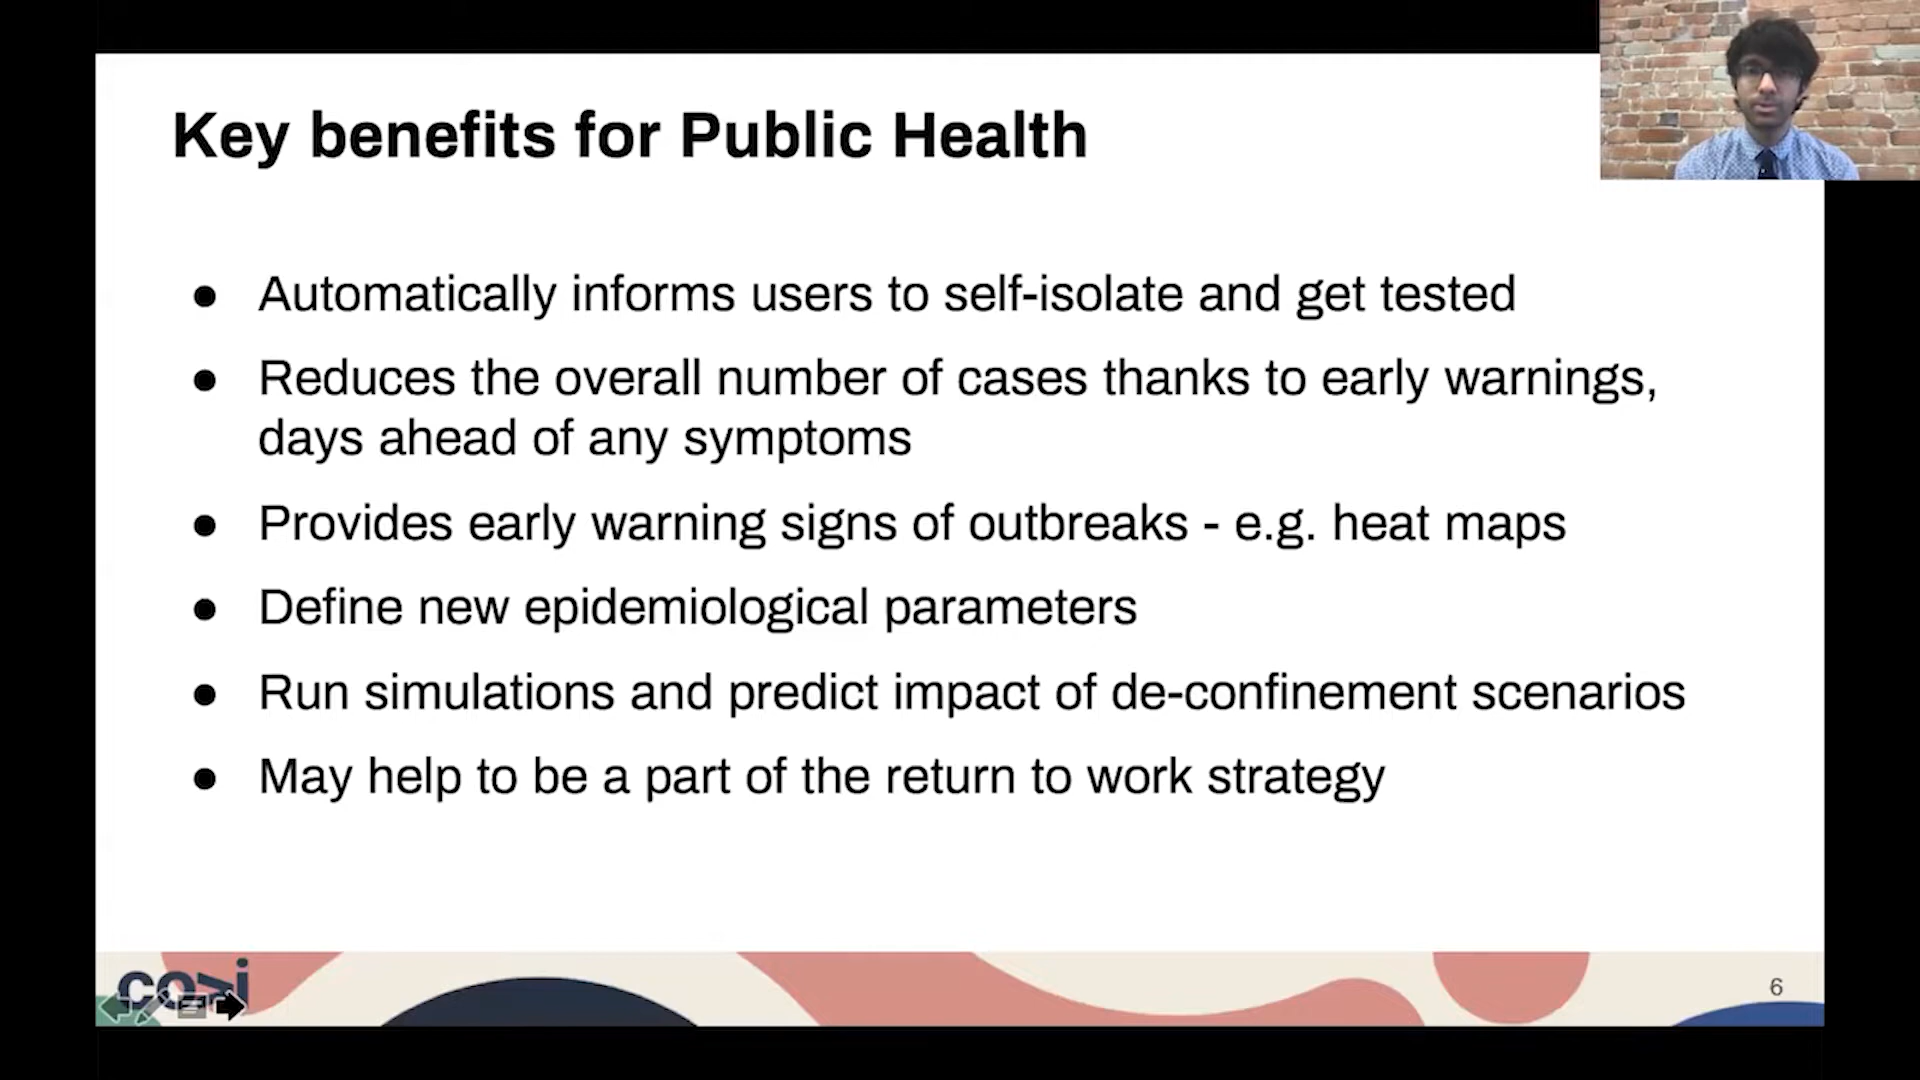 Key benefits for Public Health
● Automatically informs users to self-isolate and get tested
● Reduces the overall number of cases thanks to early warnings,
days ahead of any symptoms
● Provides early warning signs of outbreaks - e.g. heat maps
● Define new epidemiological parameters
● Run simulations and predict impact of de-confinement scenarios
● May help to be a part of the return to work strategy
covi
6